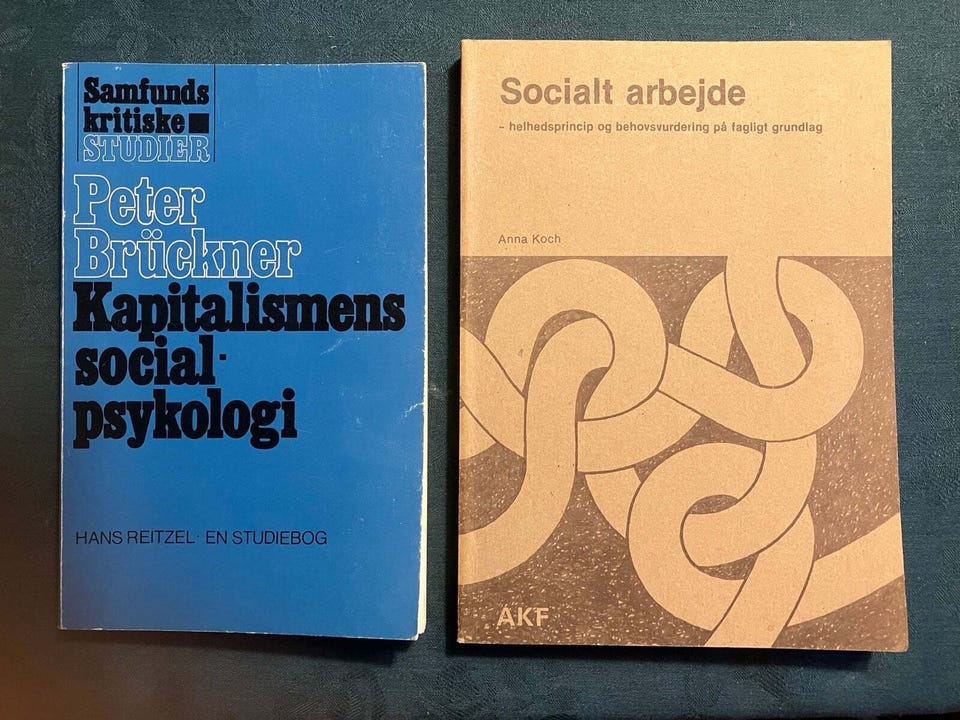 Samfunds
kritiske
STUDIER
Peter
Brückner
Kapitalismens
social-
psykologi
HANS REITZEL · EN STUDIEBOG
Socialt arbejde
– helhedsprincip og behovsvurdering på fagligt grundlag
Anna Koch
AKF